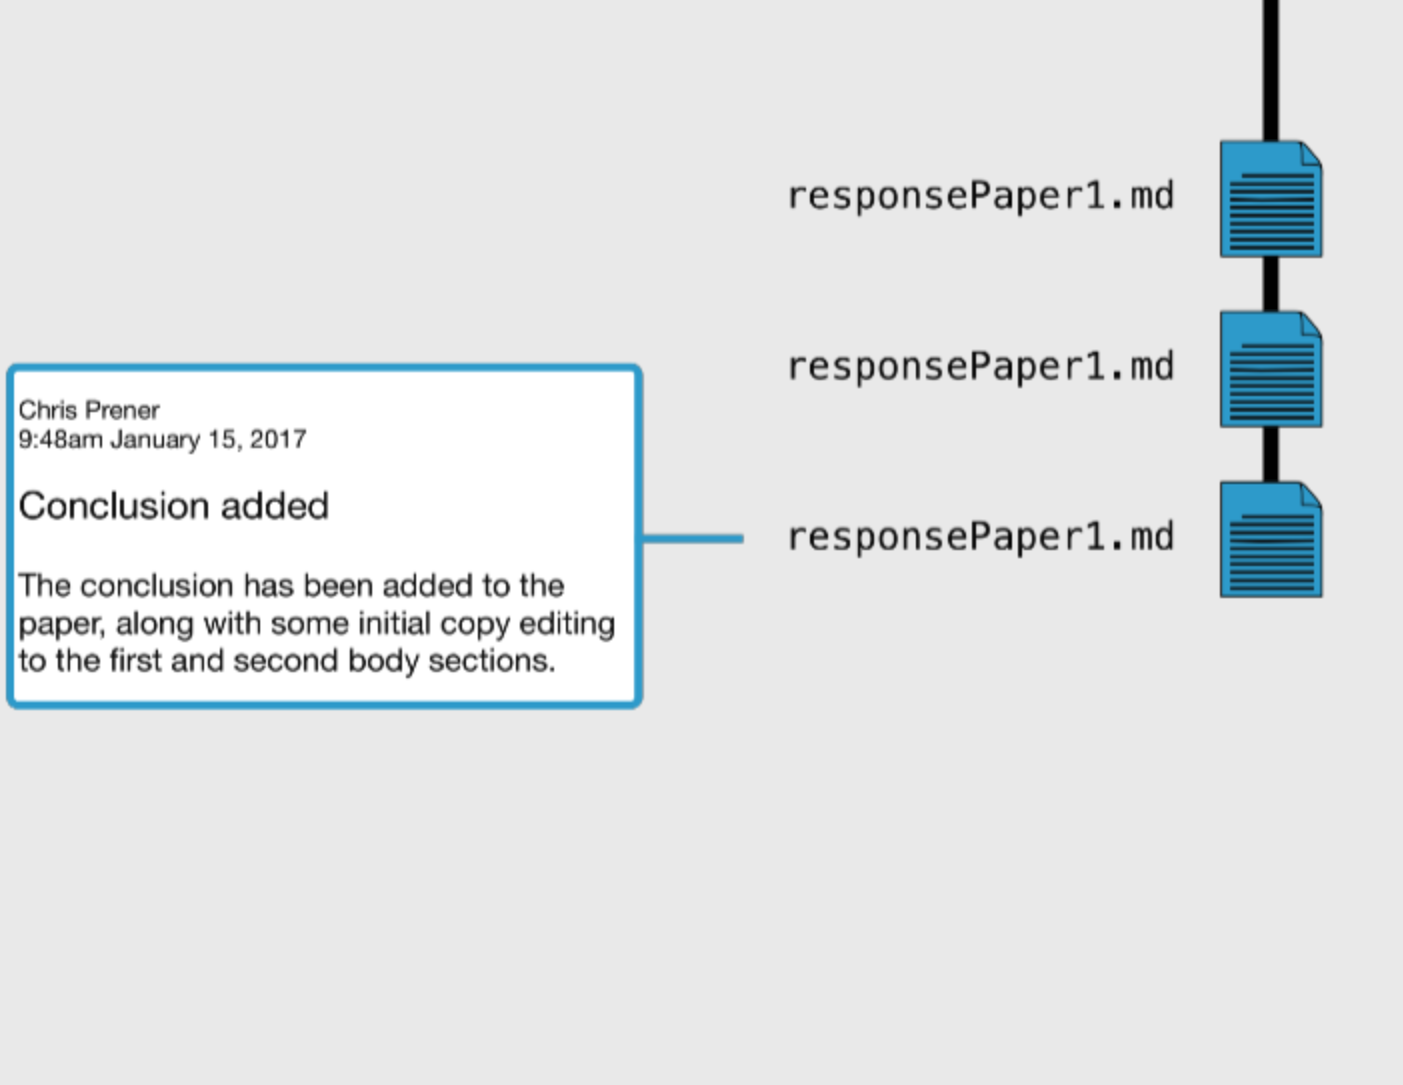 responsePaper1.md
responsePaper1.md
Chris Prener
9:48am January 15, 2017
Conclusion added
The conclusion has been added to the
paper, along with some initial copy editing
to the first and second body sections.
responsePaper1.md